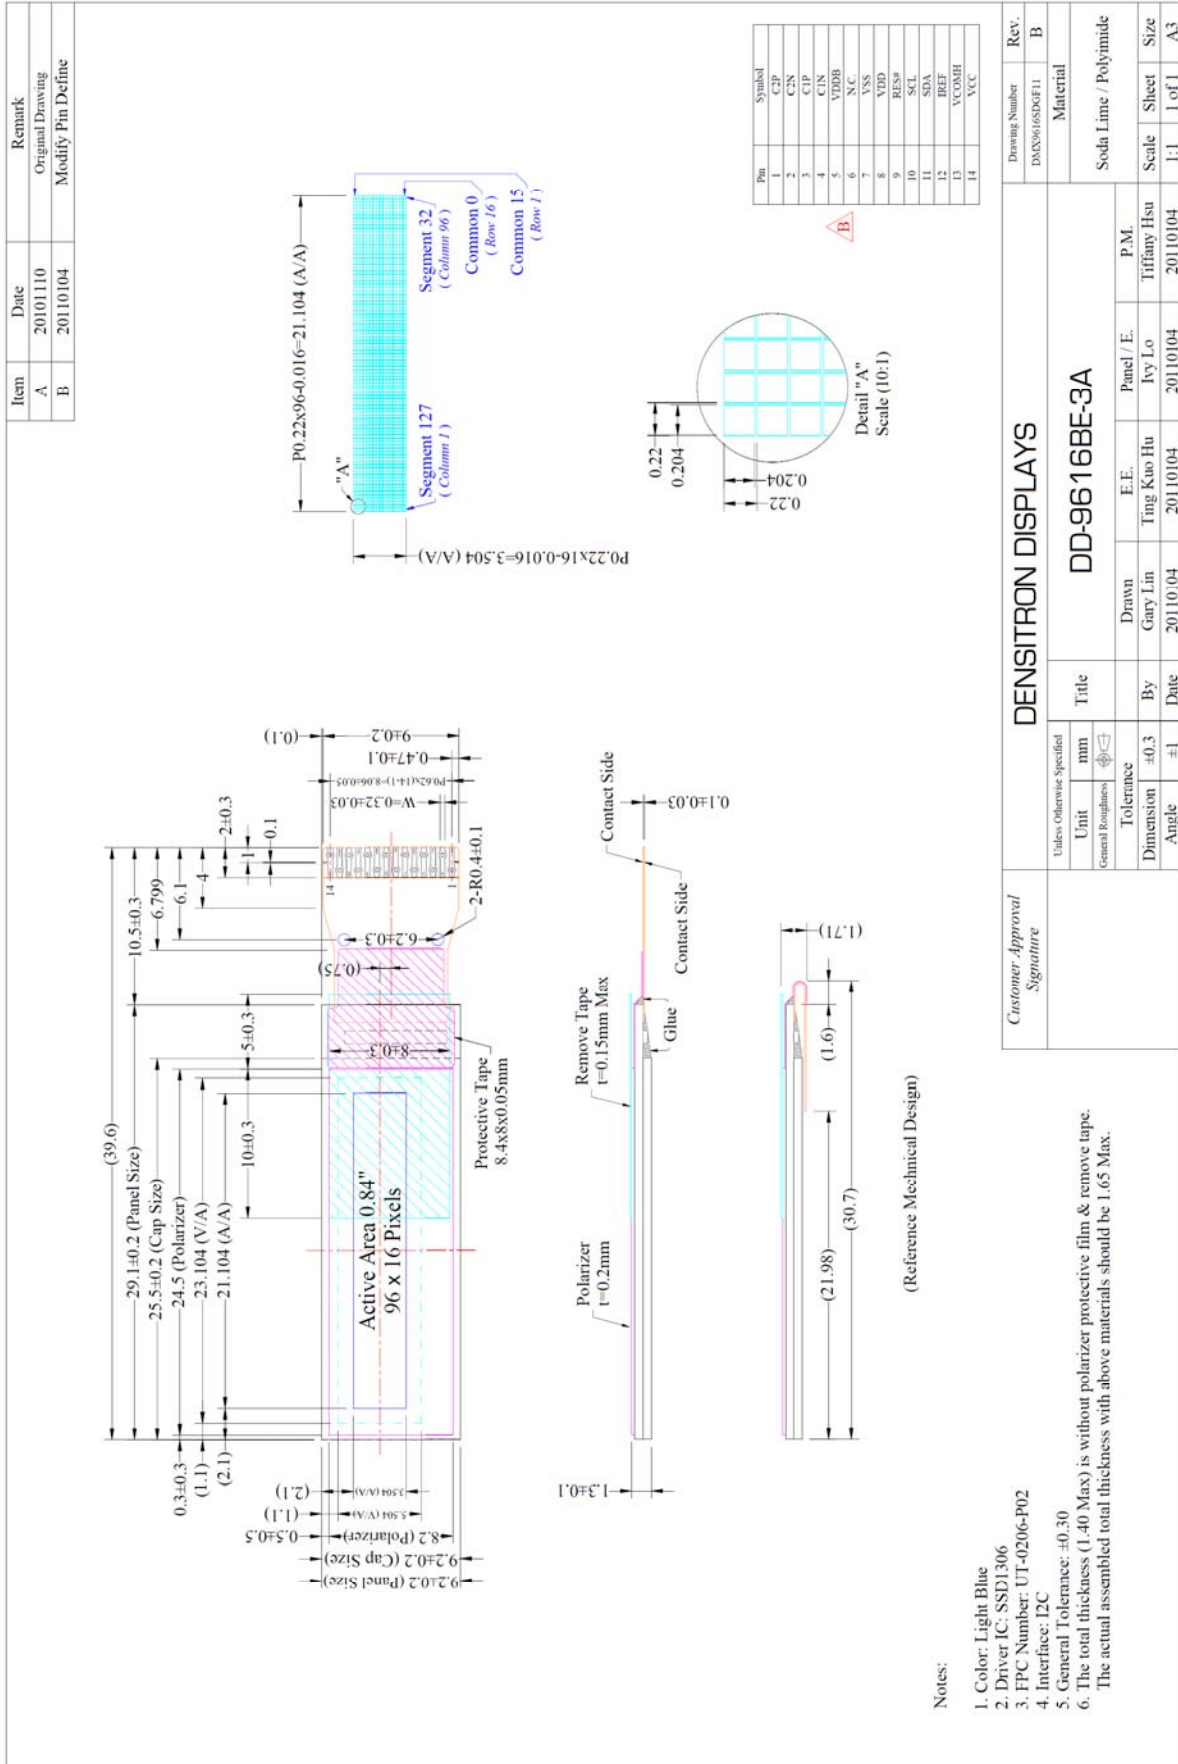 Item Date Remark
A 20101110 Original Drawing
B 20110104 Modify Pin Define
(39.6)
29.1±0.2 (Panel Size)
25.5±0.2 (Cap Size)
24.5 (Polarizer)
23.104 (V/A)
21.104 (A/A)
0.3±0.3
(1.1)
(2.1)
10±0.3
5±0.3
10.5±0.3
6.799
6.1
4
2±0.3
1
0.1
9.2±0.2 (Panel Size)
9.2±0.2 (Cap Size)
8.2 (Polarizer)
0.5±0.5
5.504 (V/A)
(1.1)
3.504 (A/A)
(2.1)
Active Area 0.84"
96 x 16 Pixels
8±0.3
(0.75)
6.2±0.3
14
1
W=0.32±0.03
P0.62x(14-1)=8.06±0.05
0.47±0.1
9±0.2
(0.1)
2-R0.4±0.1
Protective Tape
8.4x8x0.05mm
P0.22x96-0.016=21.104 (A/A)
"A"
P0.22x16-0.016=3.504 (A/A)
Segment 127
( Column 1 )
Segment 32
( Column 96 )
Common 0
( Row 16 )
Common 15
( Row 1 )
0.22
0.204
0.22
0.204
Detail "A"
Scale (10:1)
B
Pin Symbol
1 C2P
2 C2N
3 C1P
4 C1N
5 VDDB
6 N.C.
7 VSS
8 VDD
9 RES#
10 SCL
11 SDA
12 IREF
13 VCOMH
14 VCC
1.3±0.1
Polarizer
t=0.2mm
Remove Tape
t=0.15mm Max
Glue
Contact Side
Contact Side
0.1±0.03
(21.98)
(1.6)
(30.7)
(1.71)
(Reference Mechanical Design)
Notes:
1. Color: Light Blue
2. Driver IC: SSD1306
3. FPC Number: UT-0206-P02
4. Interface: I2C
5. General Tolerance: ±0.30
6. The total thickness (1.40 Max) is without polarizer protective film & remove tape.
The actual assembled total thickness with above materials should be 1.65 Max.
Customer Approval
Signature
DENSITRON DISPLAYS
Drawing Number Rev.
DMX9616SDGF11 B
Unless Otherwise Specified
Unit mm
General Roughness
Tolerance
Dimension ±0.3
Angle ±1
Title
DD-9616BE-3A
Material
Soda Lime / Polyimide
Drawn E.E. Panel / E. P.M.
By Gary Lin Ting Kuo Hu Ivy Lo Tiffany Hsu
Date 20110104 20110104 20110104 20110104
Scale Sheet Size
1:1 1 of 1 A3